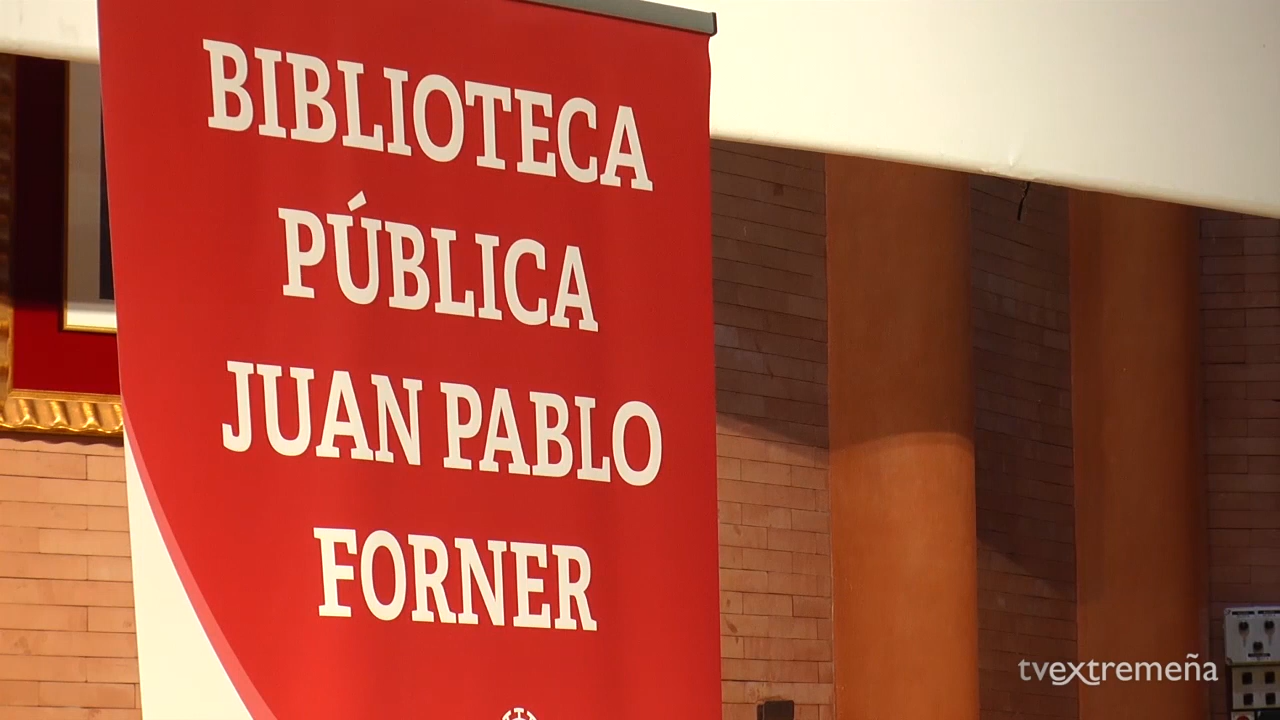 BIBLIOTECA
PÚBLICA
JUAN PABLO
FORNER
tvextremeña